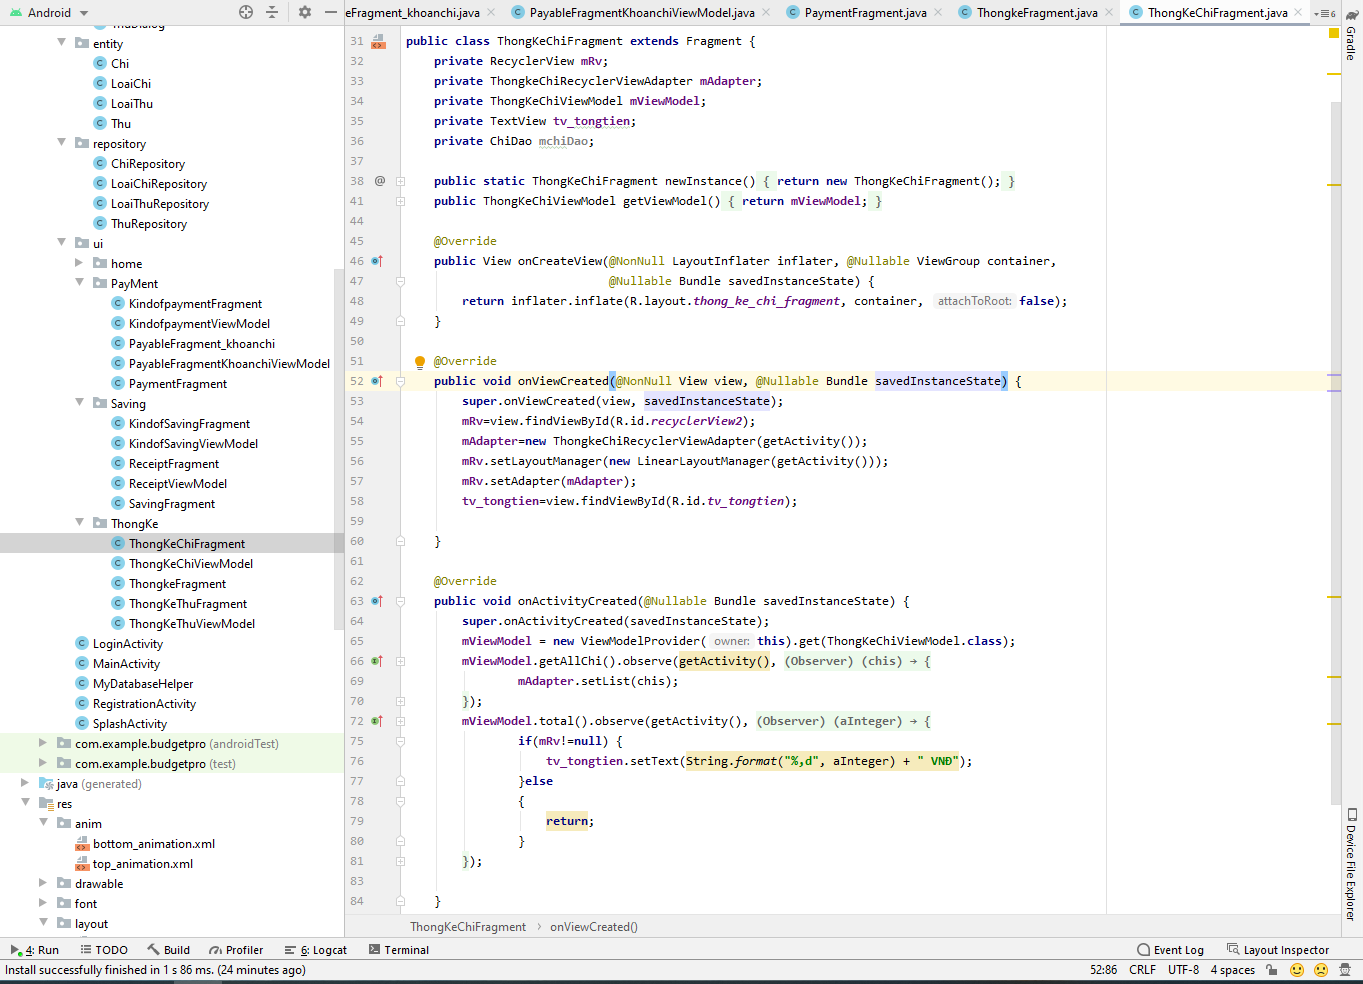 Android
eFragment_khoanchi.java
PayableFragmentKhoanchiViewModel.java
PaymentFragment.java
ThongkeFragment.java
ThongKeChiFragment.java
6
entity
Chi
LoaiChi
LoaiThu
Thu
repository
ChiRepository
LoaiChiRepository
LoaiThuRepository
ThuRepository
ui
home
PayMent
KindofpaymentFragment
KindofpaymentViewModel
PayableFragment_khoanchi
PayableFragmentKhoanchiViewModel
PaymentFragment
Saving
KindofSavingFragment
KindofSavingViewModel
ReceiptFragment
ReceiptViewModel
SavingFragment
ThongKe
ThongKeChiFragment
ThongKeChiViewModel
ThongkeFragment
ThongKeThuFragment
ThongKeThuViewModel
LoginActivity
MainActivity
MyDatabaseHelper
RegistrationActivity
SplashActivity
com.example.budgetpro (androidTest)
com.example.budgetpro (test)
java (generated)
res
anim
bottom_animation.xml
top_animation.xml
drawable
font
layout
31 public class ThongKeChiFragment extends Fragment {
32 private RecyclerView mRv;
33 private ThongkeChiRecyclerViewAdapter mAdapter;
34 private ThongKeChiViewModel mViewModel;
35 private TextView tv_tongtien;
36 private ChiDao mchiDao;
37
38 @ public static ThongKeChiFragment newInstance() { return new ThongKeChiFragment(); }
41 public ThongKeChiViewModel getViewModel() { return mViewModel; }
44
45 @Override
46 public View onCreateView(@NonNull LayoutInflater inflater, @Nullable ViewGroup container,
47 @Nullable Bundle savedInstanceState) {
48 return inflater.inflate(R.layout.thong_ke_chi_fragment, container, attachToRoot: false);
49 }
50
51 @Override
52 public void onViewCreated(@NonNull View view, @Nullable Bundle savedInstanceState) {
53 super.onViewCreated(view, savedInstanceState);
54 mRv=view.findViewById(R.id.recyclerView2);
55 mAdapter=new ThongkeChiRecyclerViewAdapter(getActivity());
56 mRv.setLayoutManager(new LinearLayoutManager(getActivity()));
57 mRv.setAdapter(mAdapter);
58 tv_tongtien=view.findViewById(R.id.tv_tongtien);
59
60 }
61
62 @Override
63 public void onActivityCreated(@Nullable Bundle savedInstanceState) {
64 super.onActivityCreated(savedInstanceState);
65 mViewModel = new ViewModelProvider( owner: this).get(ThongKeChiViewModel.class);
66 mViewModel.getAllChi().observe(getActivity(), (Observer) (chis) → {
69 mAdapter.setList(chis);
70 });
72 mViewModel.total().observe(getActivity(), (Observer) (aInteger) → {
75 if(mRv!=null) {
76 tv_tongtien.setText(String.format("%,d", aInteger) + " VNĐ");
77 }else
78 {
79 return;
80 }
81 });
83
84 }
ThongKeChiFragment › onViewCreated()
Gradle
Device File Explorer
4: Run
TODO
Build
Profiler
6: Logcat
Terminal
Event Log
Layout Inspector
Install successfully finished in 1 s 86 ms. (24 minutes ago)
52:86 CRLF UTF-8 4 spaces